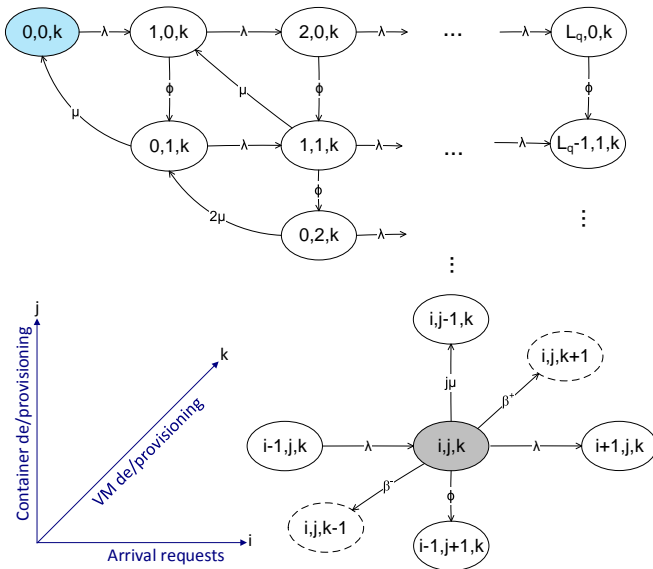 0,0,k λ 1,0,k λ 2,0,k λ ... λ Lq,0,k
μ ϕ μ ϕ ϕ
0,1,k λ 1,1,k λ ... λ Lq-1,1,k
2μ ϕ
0,2,k λ ⋮
⋮
j
i,j-1,k
k
i,j,k+1
jμ β+
Container de/provisioning
VM de/provisioning
i-1,j,k λ i,j,k λ i+1,j,k
β- ϕ
i,j,k-1
i-1,j+1,k
i
Arrival requests